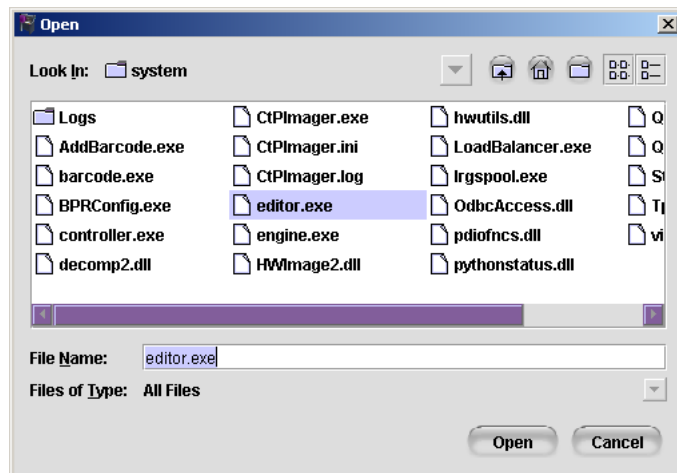 Open
Look In: system
Logs CtPImager.exe hwutils.dll Q
AddBarcode.exe CtPImager.ini LoadBalancer.exe Q
barcode.exe CtPImager.log lrgspool.exe St
BPRConfig.exe editor.exe OdbcAccess.dll
controller.exe engine.exe pdiofncs.dll vi
decomp2.dll HWImage2.dll pythonstatus.dll
File Name: editor.exe
Files of Type: All Files
Open Cancel